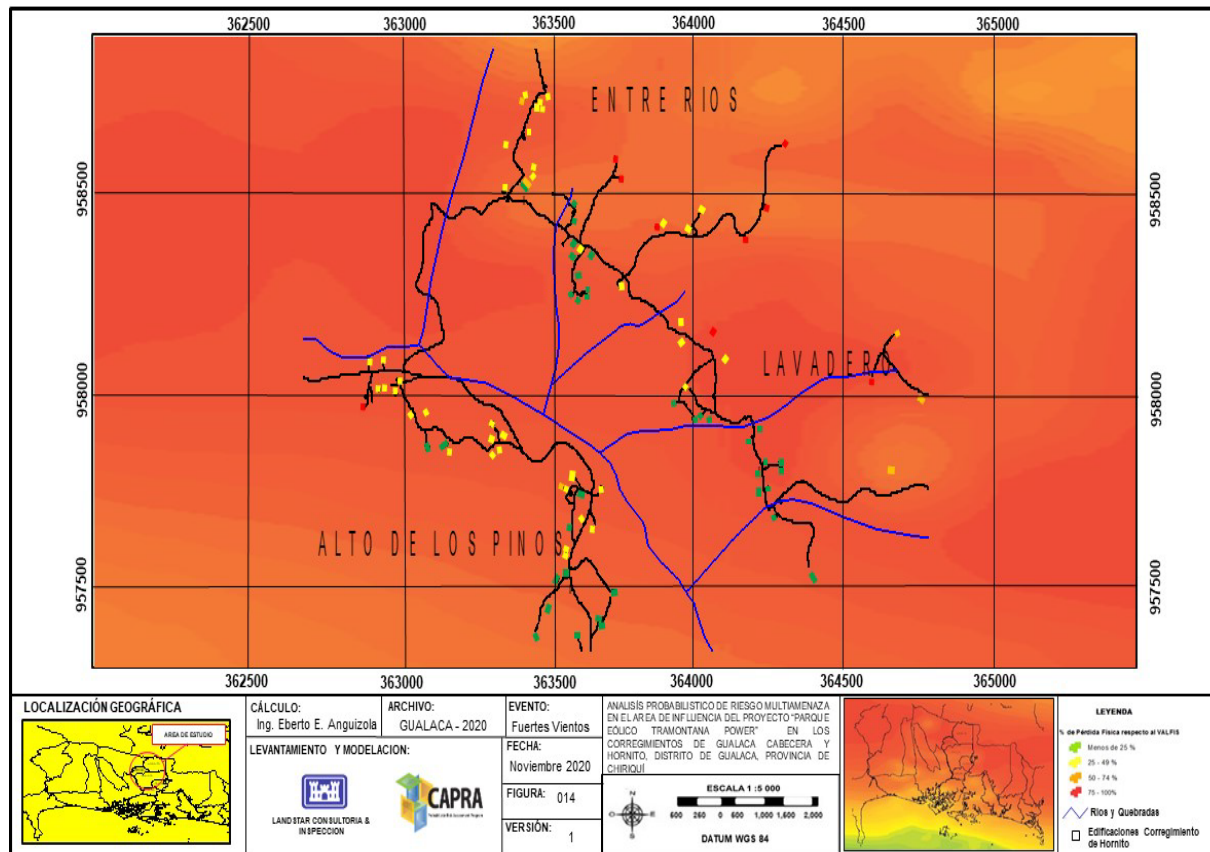 362500 363000 363500 364000 364500 365000
ENTRE RIOS
958500 958500
LAVADERO
958000 958000
ALTO DE LOS PINOS
957500 957500
362500 363000 363500 364000 364500 365000
LOCALIZACIÓN GEOGRÁFICA
AREA DE ESTUDIO
CÁLCULO:
Ing. Eberto E. Anguizola
ARCHIVO:
GUALACA - 2020
EVENTO:
Fuertes Vientos
LEVANTAMIENTO Y MODELACION:
LANDSTAR CONSULTORIA &
INSPECCION
CAPRA
FECHA:
Noviembre 2020
FIGURA: 014
VERSIÓN:
1
ANALISIS PROBABILISTICO DE RIESGO MULTIAMENAZA
EN EL AREA DE INFLUENCIA DEL PROYECTO "PARQUE
EÓLICO TRAMONTANA POWER" EN LOS
CORREGIMIENTOS DE GUALACA CABECERA Y
HORNITO, DISTRITO DE GUALACA, PROVINCIA DE
CHIRIQUÍ
N
W E
S
ESCALA 1 :5 000
600 260 0 600 1,000 1,600 2,000
DATUM WGS 84
LEYENDA
% de Pérdida Física respecto al VALFIS
Menos de 25 %
25 - 49 %
50 - 74 %
75 - 100%
Ríos y Quebradas
Edificaciones Corregimiento
de Hornito